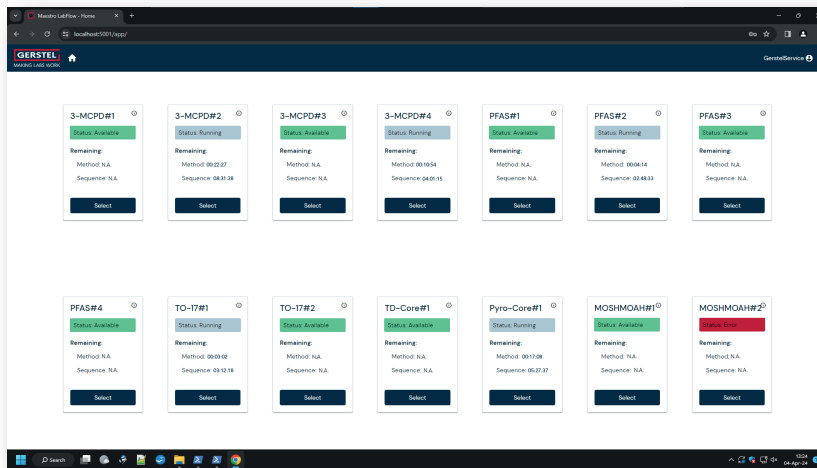 Maestro Labflow - Home
localhost:5001/app/
GERSTEL
MAKING LABS WORK
GerstelService
3-MCPD#1
Status: Available
Remaining:
Method: N.A.
Sequence: N.A.
Select
3-MCPD#2
Status: Running
Remaining:
Method: 00:22:27
Sequence: 08:31:38
Select
3-MCPD#3
Status: Available
Remaining:
Method: N.A.
Sequence: N.A.
Select
3-MCPD#4
Status: Running
Remaining:
Method: 00:10:54
Sequence: 04:01:15
Select
PFAS#1
Status: Available
Remaining:
Method: N.A.
Sequence: N.A.
Select
PFAS#2
Status: Running
Remaining:
Method: 00:04:14
Sequence: 02:48:33
Select
PFAS#3
Status: Available
Remaining:
Method: N.A.
Sequence: N.A.
Select
PFAS#4
Status: Available
Remaining:
Method: N.A.
Sequence: N.A.
Select
TO-17#1
Status: Running
Remaining:
Method: 00:03:02
Sequence: 03:12:18
Select
TO-17#2
Status: Available
Remaining:
Method: N.A.
Sequence: N.A.
Select
TD-Core#1
Status: Available
Remaining:
Method: N.A.
Sequence: N.A.
Select
Pyro-Core#1
Status: Running
Remaining:
Method: 00:17:08
Sequence: 05:27:37
Select
MOSHMOAH#1
Status: Available
Remaining:
Method: N.A.
Sequence: N.A.
Select
MOSHMOAH#2
Status: Error
Remaining:
Method: N.A.
Sequence: N.A.
Select
Search
13:24
04-Apr-24